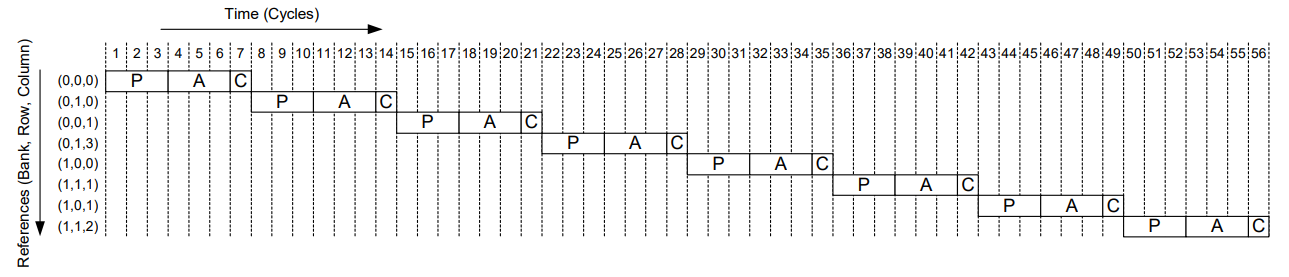 Time (Cycles)
References (Bank, Row, Column)
1 2 3 4 5 6 7 8 9 10 11 12 13 14 15 16 17 18 19 20 21 22 23 24 25 26 27 28 29 30 31 32 33 34 35 36 37 38 39 40 41 42 43 44 45 46 47 48 49 50 51 52 53 54 55 56
(0,0,0) P A C
(0,1,0) P A C
(0,0,1) P A C
(0,1,3) P A C
(1,0,0) P A C
(1,1,1) P A C
(1,0,1) P A C
(1,1,2) P A C